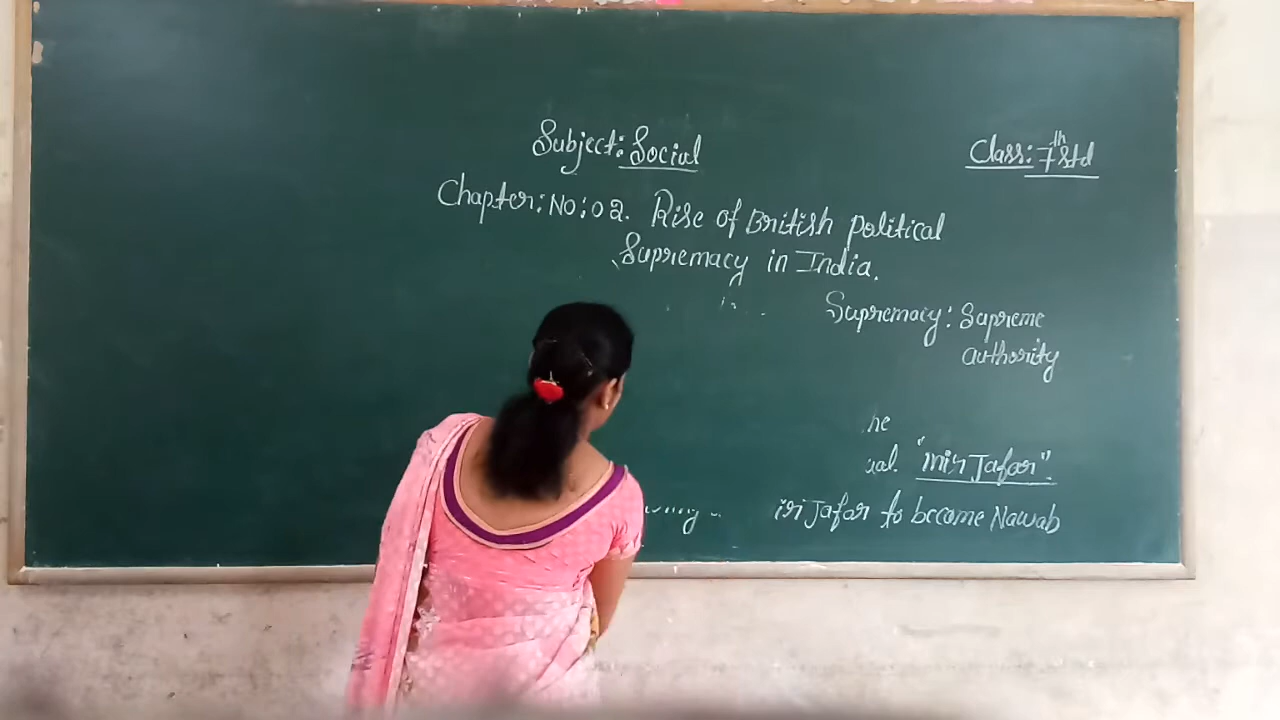 Subject: Social
Class: 7th Std
Chapter: No: 02. Rise of British political
Supremacy in India.
Supremacy: Supreme
authority
"mir Jafar".
Jafar to become Nawab